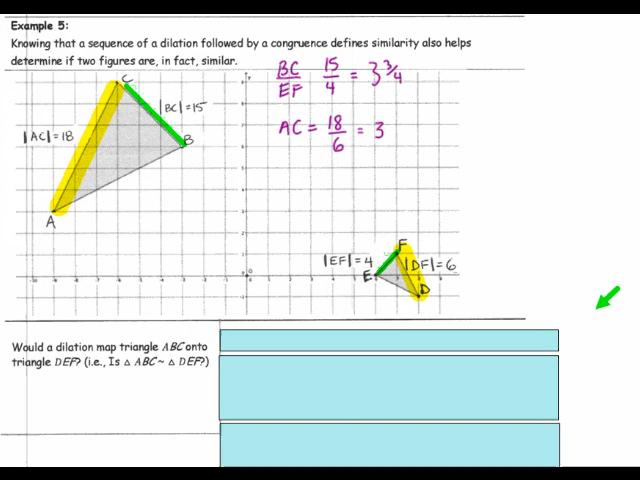 Example 5:
Knowing that a sequence of a dilation followed by a congruence defines similarity also helps
determine if two figures are, in fact, similar.
BC/EF 15/4 = 3 3/4
AC = 18/6 = 3
C
|BC|=15
|AC|=18
B
A
F
|EF|=4
|DF|=6
E
D
Would a dilation map triangle ABC onto
triangle DEF? (i.e., Is △ ABC ~ △ DEF?)